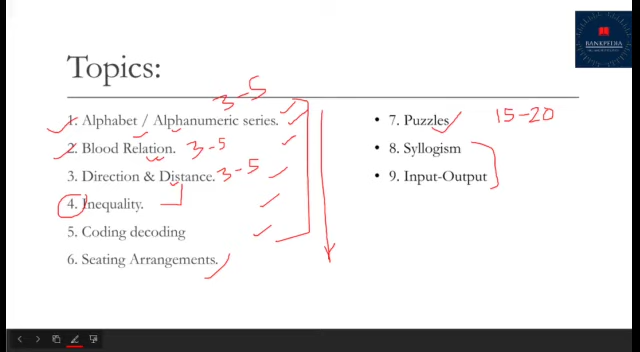 BANKPEDIA
Topics:
3-5
1. Alphabet / Alphanumeric series.
2. Blood Relation. 3-5
3. Direction & Distance. 3-5
4. Inequality.
5. Coding decoding
6. Seating Arrangements.
• 7. Puzzles 15-20
• 8. Syllogism
• 9. Input-Output